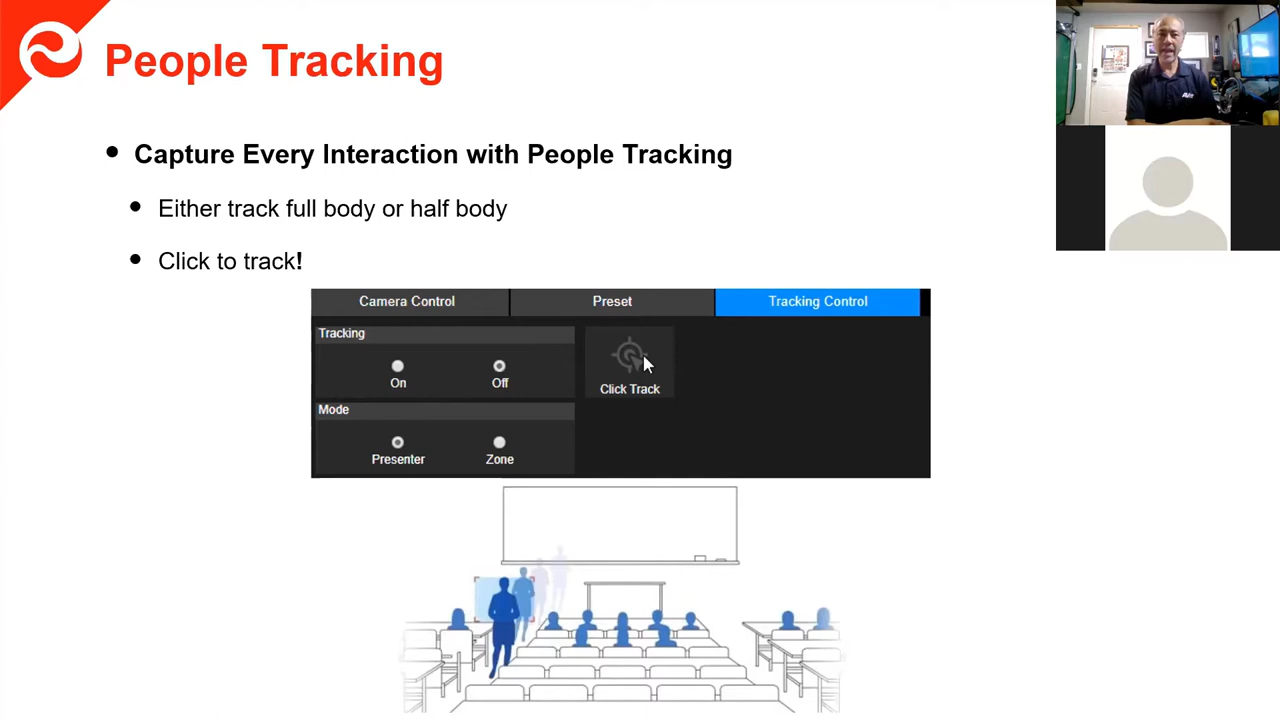 People Tracking
Capture Every Interaction with People Tracking
Either track full body or half body
Click to track!
Camera Control
Preset
Tracking Control
Tracking
On
Off
Click Track
Mode
Presenter
Zone
AVer